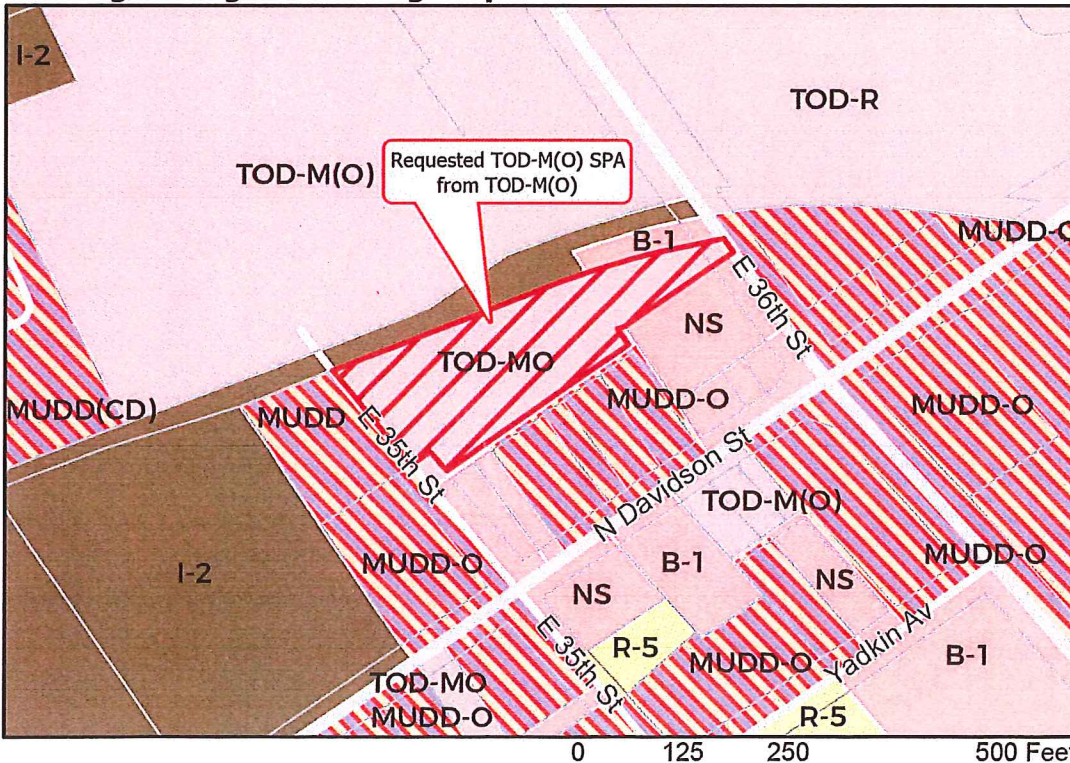 I-2
TOD-R
TOD-M(O)
Requested TOD-M(O) SPA
from TOD-M(O)
B-1
MUDD-O
E 36th St
NS
TOD-MO
MUDD(CD)
MUDD
E 35th St
MUDD-O
MUDD-O
N Davidson St
TOD-M(O)
I-2
MUDD-O
B-1
MUDD-O
NS
NS
E 35th St
R-5
MUDD-O
Yadkin Av
B-1
TOD-MO
MUDD-O
R-5
0 125 250 500 Feet